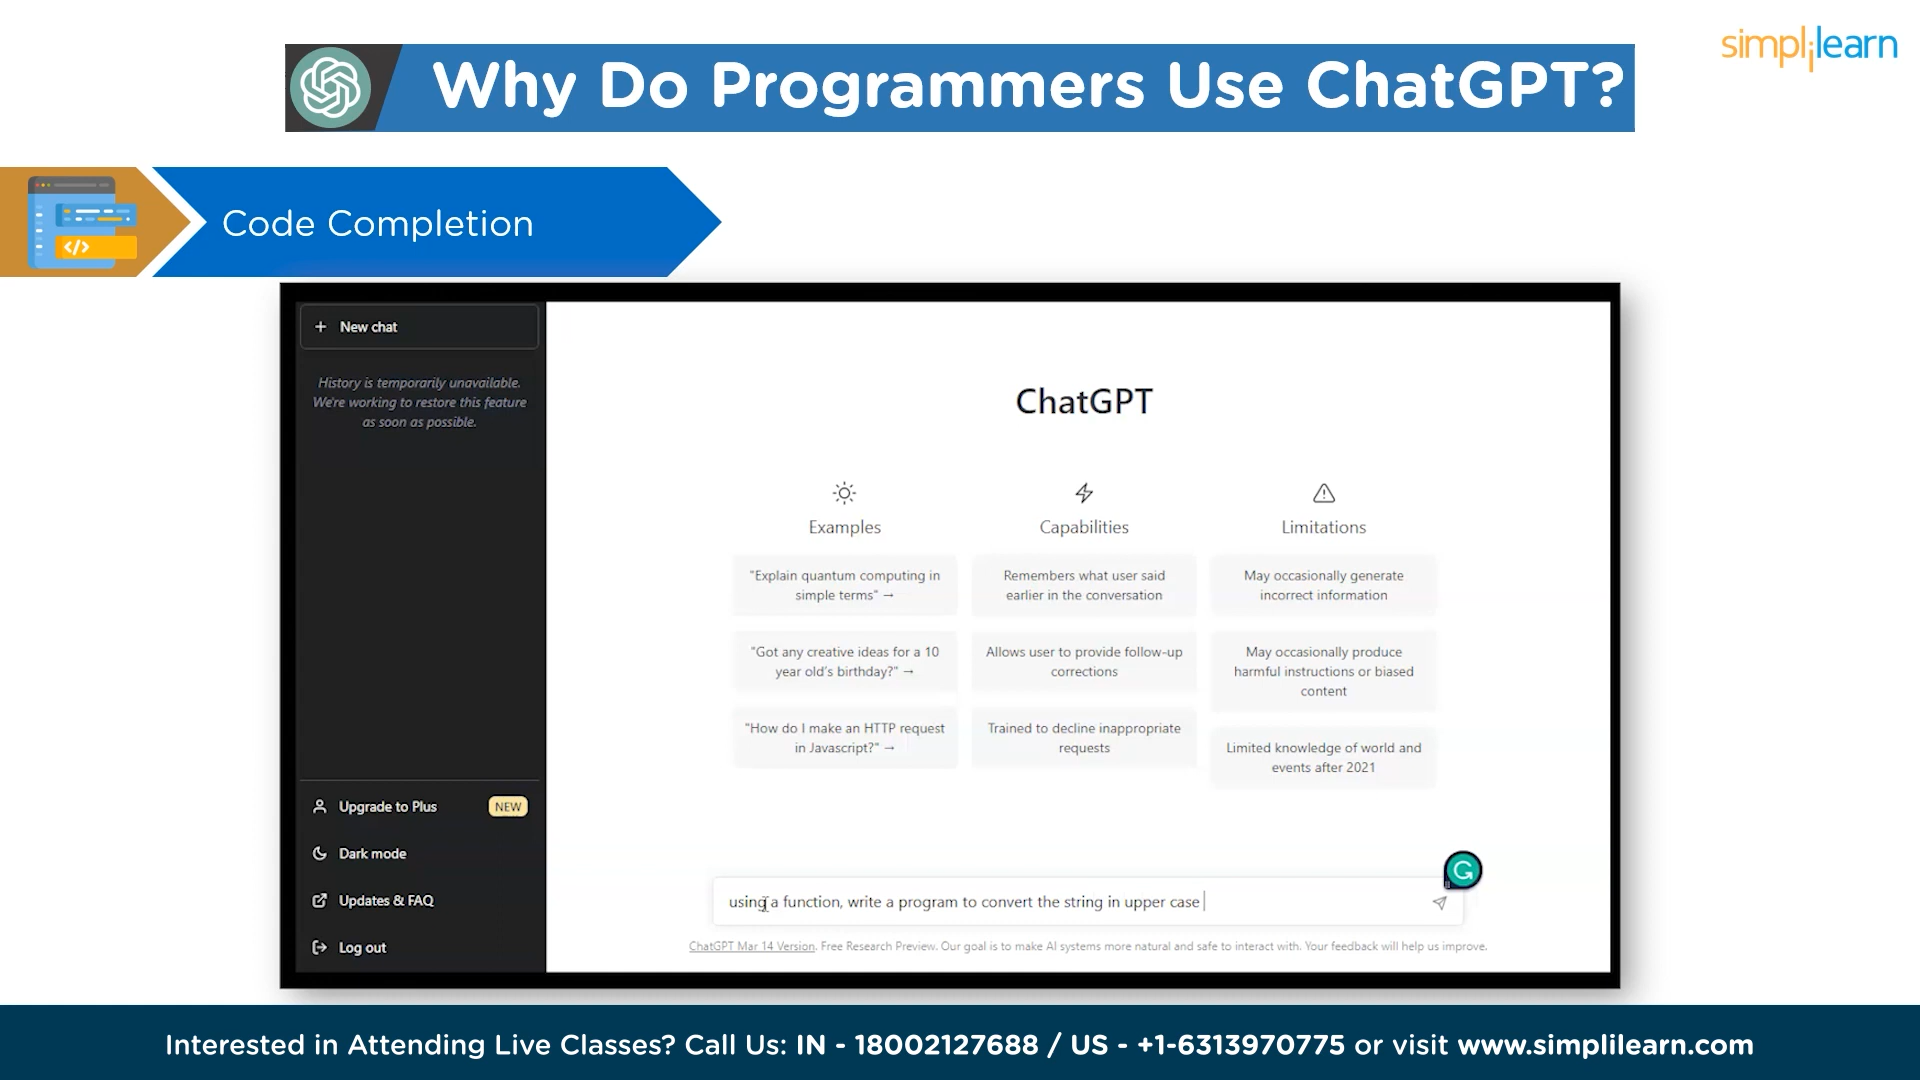 simplilearn
Why Do Programmers Use ChatGPT?
Code Completion
</>
+ New chat
History is temporarily unavailable.
We're working to restore this feature
as soon as possible.
Upgrade to Plus NEW
Dark mode
Updates & FAQ
Log out
ChatGPT
Examples
"Explain quantum computing in
simple terms" →
"Got any creative ideas for a 10
year old's birthday?" →
"How do I make an HTTP request
in Javascript?" →
Capabilities
Remembers what user said
earlier in the conversation
Allows user to provide follow-up
corrections
Trained to decline inappropriate
requests
Limitations
May occasionally generate
incorrect information
May occasionally produce
harmful instructions or biased
content
Limited knowledge of world and
events after 2021
using a function, write a program to convert the string in upper case
ChatGPT Mar 14 Version. Free Research Preview. Our goal is to make AI systems more natural and safe to interact with. Your feedback will help us improve.
Interested in Attending Live Classes? Call Us: IN - 18002127688 / US - +1-6313970775 or visit www.simplilearn.com